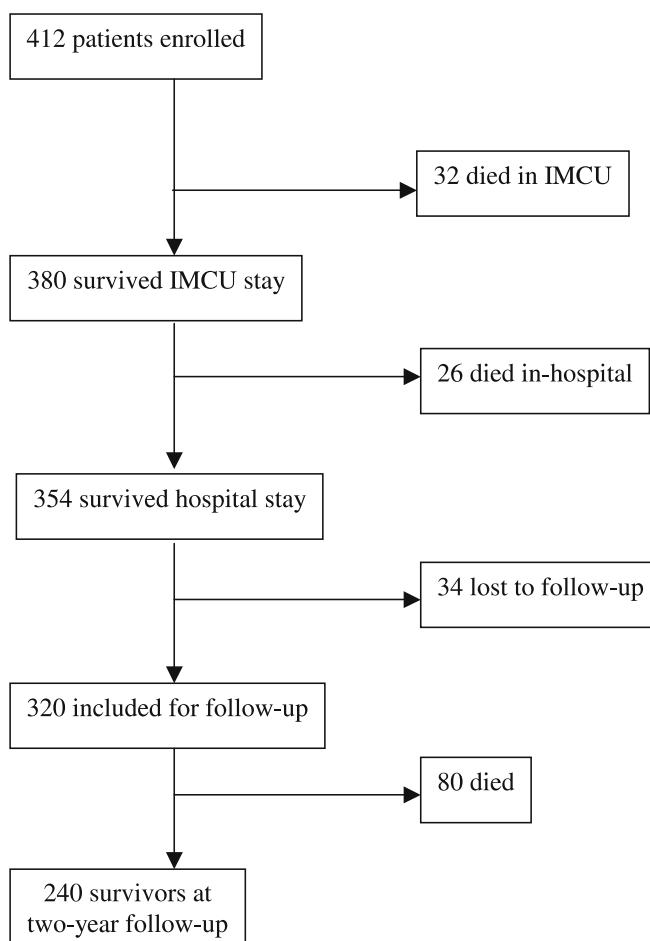 412 patients enrolled
32 died in IMCU
380 survived IMCU stay
26 died in-hospital
354 survived hospital stay
34 lost to follow-up
320 included for follow-up
80 died
240 survivors at
two-year follow-up